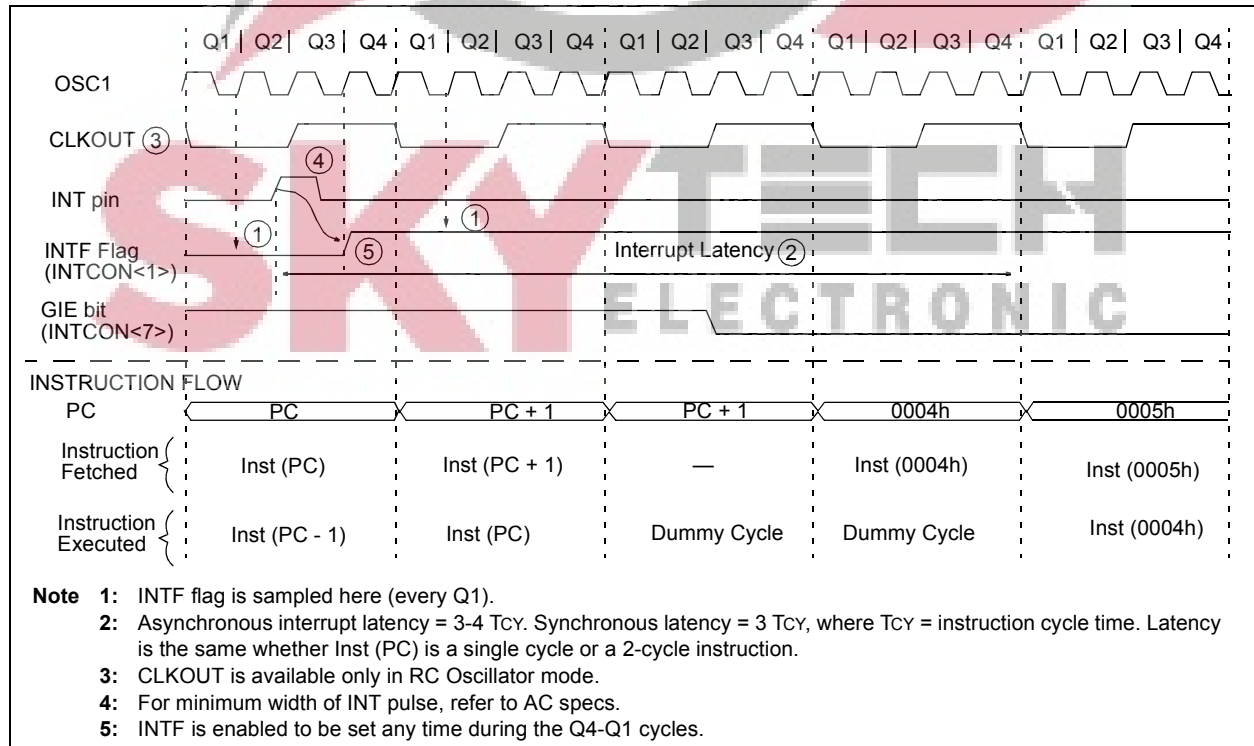 Q1 | Q2 | Q3 | Q4 Q1 | Q2 | Q3 | Q4 Q1 | Q2 | Q3 | Q4 Q1 | Q2 | Q3 | Q4 Q1 | Q2 | Q3 | Q4
OSC1
CLKOUT 3
4
INT pin
1
1
INTF Flag
(INTCON<1>)
5
Interrupt Latency 2
GIE bit
(INTCON<7>)
SKYTECH
ELECTRONIC
INSTRUCTION FLOW
PC PC PC + 1 PC + 1 0004h 0005h
Instruction
Fetched
Inst (PC) Inst (PC + 1) — Inst (0004h) Inst (0005h)
Instruction
Executed
Inst (PC - 1) Inst (PC) Dummy Cycle Dummy Cycle Inst (0004h)
Note 1: INTF flag is sampled here (every Q1).
2: Asynchronous interrupt latency = 3-4 TCY. Synchronous latency = 3 TCY, where TCY = instruction cycle time. Latency
is the same whether Inst (PC) is a single cycle or a 2-cycle instruction.
3: CLKOUT is available only in RC Oscillator mode.
4: For minimum width of INT pulse, refer to AC specs.
5: INTF is enabled to be set any time during the Q4-Q1 cycles.